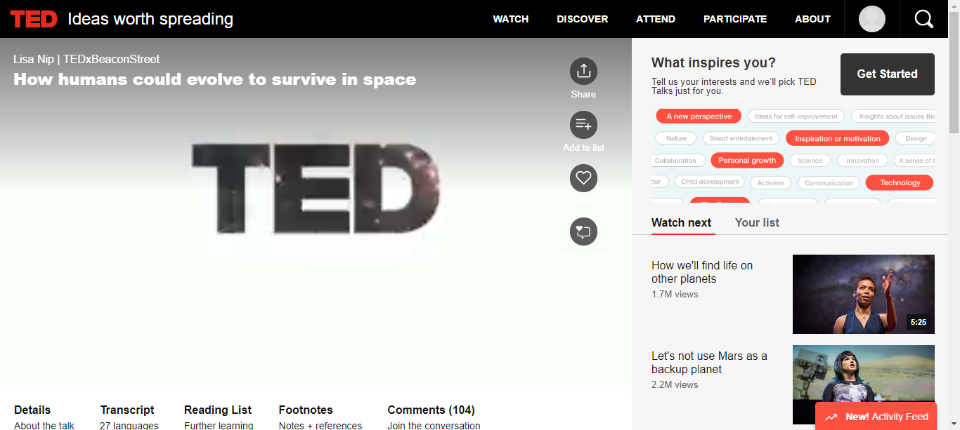 TED Ideas worth spreading
WATCH DISCOVER ATTEND PARTICIPATE ABOUT
Lisa Nip | TEDxBeaconStreet
How humans could evolve to survive in space
Share
Add to list
TED
What inspires you?
Tell us your interests and we'll pick TED
Talks just for you.
Get Started
A new perspective Ideas for self-improvement Insights about issues
Nature Smart entertainment Inspiration or motivation Design
Collaboration Personal growth Science Innovation A sense of
Child development Activism Communication Technology
Watch next Your list
How we'll find life on
other planets
1.7M views
5:25
Let's not use Mars as a
backup planet
2.2M views
New! Activity Feed
Details Transcript Reading List Footnotes Comments (104)
About the talk 27 languages Further learning Notes + references Join the conversation